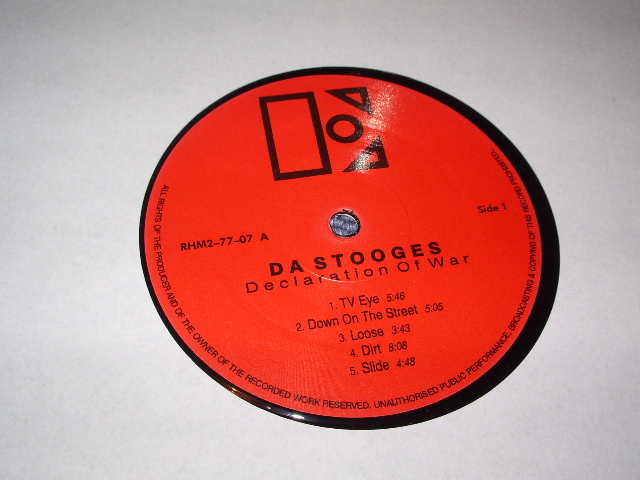 RHM2-77-07 A
Side 1
DA STOOGES
Declaration Of War
1. TV Eye 5:46
2. Down On The Street 5:05
3. Loose 3:43
4. Dirt 8:08
5. Slide 4:48
ALL RIGHTS OF THE PRODUCER AND OF THE OWNER OF THE RECORDED WORK RESERVED. UNAUTHORISED PUBLIC PERFORMANCE, BROADCASTING & COPYING OF THIS RECORD PROHIBITED.